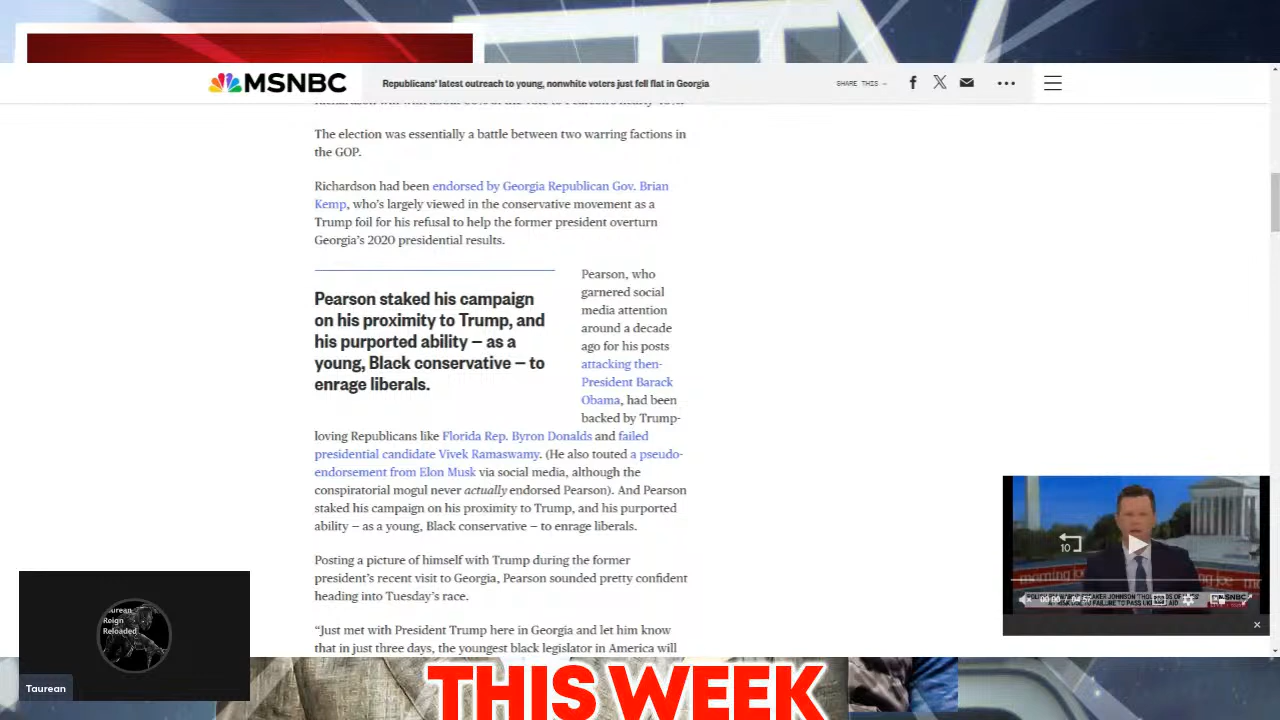 MSNBC
Republicans' latest outreach to young, nonwhite voters just fell flat in Georgia
SHARE THIS —
The election was essentially a battle between two warring factions in
the GOP.
Richardson had been endorsed by Georgia Republican Gov. Brian
Kemp, who's largely viewed in the conservative movement as a
Trump foil for his refusal to help the former president overturn
Georgia's 2020 presidential results.
Pearson staked his campaign
on his proximity to Trump, and
his purported ability — as a
young, Black conservative — to
enrage liberals.
Pearson, who
garnered social
media attention
around a decade
ago for his posts
attacking then-
President Barack
Obama, had been
backed by Trump-
loving Republicans like Florida Rep. Byron Donalds and failed
presidential candidate Vivek Ramaswamy. (He also touted a pseudo-
endorsement from Elon Musk via social media, although the
conspiratorial mogul never actually endorsed Pearson). And Pearson
staked his campaign on his proximity to Trump, and his purported
ability — as a young, Black conservative — to enrage liberals.
Posting a picture of himself with Trump during the former
president's recent visit to Georgia, Pearson sounded pretty confident
heading into Tuesday's race.
“Just met with President Trump here in Georgia and let him know
that in just three days, the youngest black legislator in America will
10
morning joe
00:00
MSNBC
Reign
Reloaded
Taurean
THIS WEEK